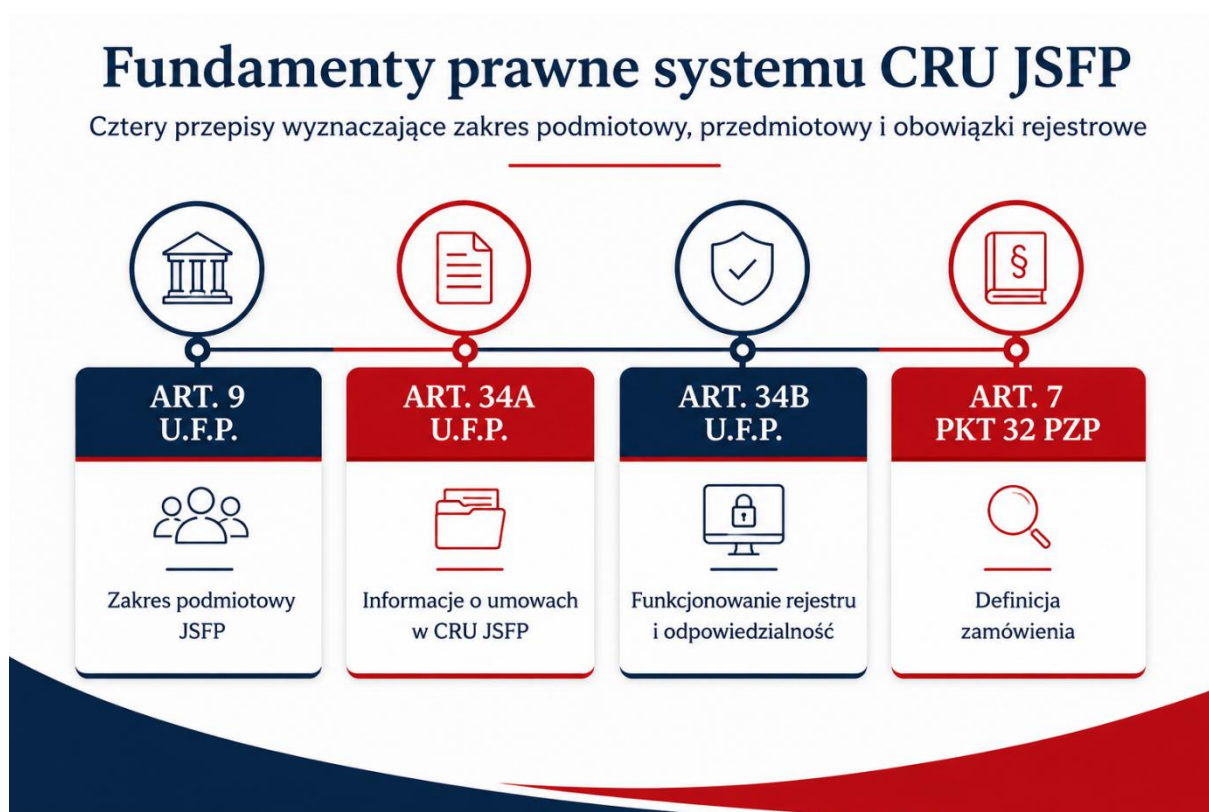 Fundamenty prawne systemu CRU JSFP
Cztery przepisy wyznaczające zakres podmiotowy, przedmiotowy i obowiązki rejestrowe
ART. 9
U.F.P.
Zakres podmiotowy
JSFP
ART. 34A
U.F.P.
Informacje o umowach
w CRU JSFP
ART. 34B
U.F.P.
Funkcjonowanie rejestru
i odpowiedzialność
§
ART. 7
PKT 32 PZP
Definicja
zamówienia